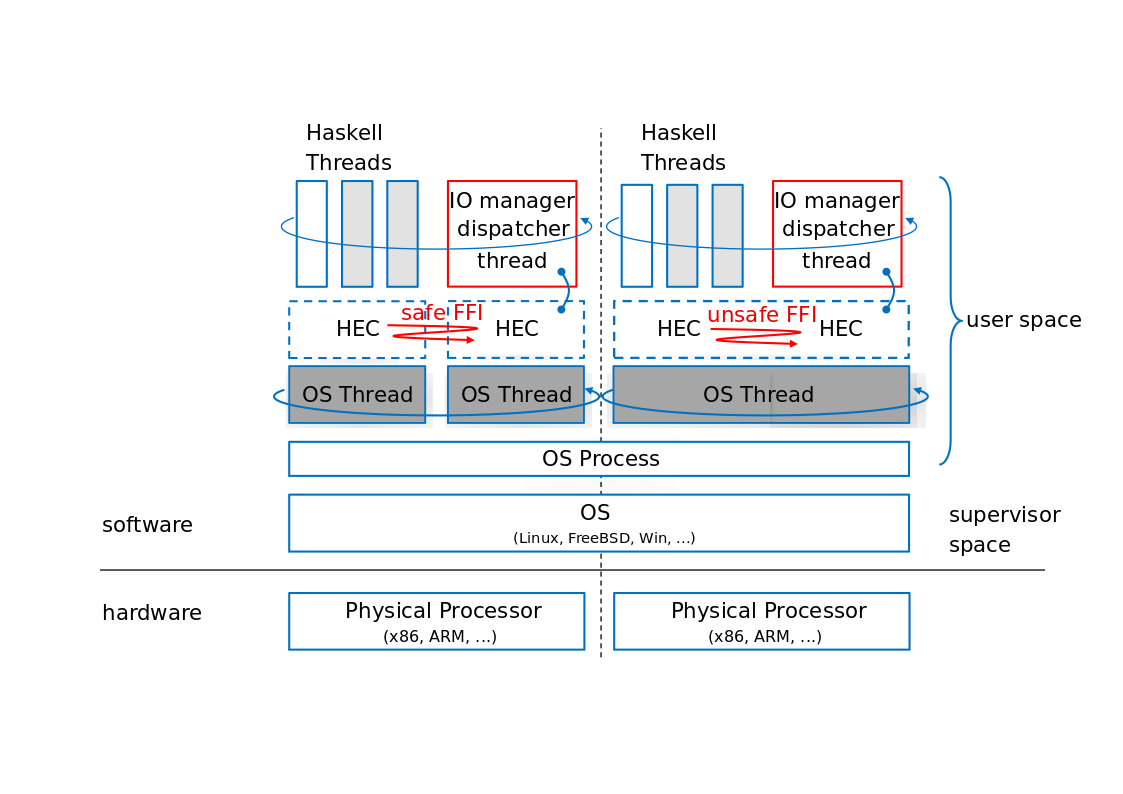 Haskell
Threads
Haskell
Threads
IO manager
dispatcher
thread
IO manager
dispatcher
thread
safe FFI
HEC
HEC
unsafe FFI
HEC
HEC
user space
OS Thread
OS Thread
OS Thread
OS Process
software
OS
(Linux, FreeBSD, Win, ...)
supervisor
space
hardware
Physical Processor
(x86, ARM, ...)
Physical Processor
(x86, ARM, ...)